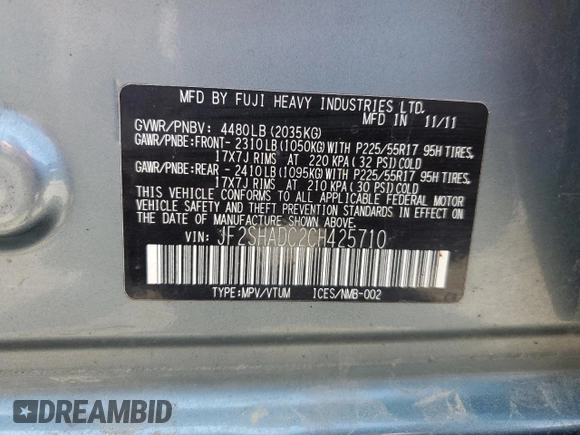 MFD BY FUJI HEAVY INDUSTRIES LTD.
MFD IN 11/11
GVWR/PNBV: 4480LB(2035KG)
GAWR/PNBE:FRONT-2310LB(1050KG)WITH P225/55R17 95H TIRES,
17X7J RIMS AT 220 KPA (32 PSI)COLD
GAWR/PNBE:REAR -2410LB(1095KG)WITH P225/55R17 95H TIRES,
17X7J RIMS AT 210 KPA (30 PSI)COLD
THIS VEHICLE CONFORMS TO ALL APPLICABLE FEDERAL MOTOR
VEHICLE SAFETY AND THEFT PREVENTION STANDARDS IN EFFECT
ON THE DATE OF MANUFACTURE SHOWN ABOVE.
VIN: JF2SHADC2CH425710
TYPE:MPV/VTUM ICES/NMB-002
DREAMBID